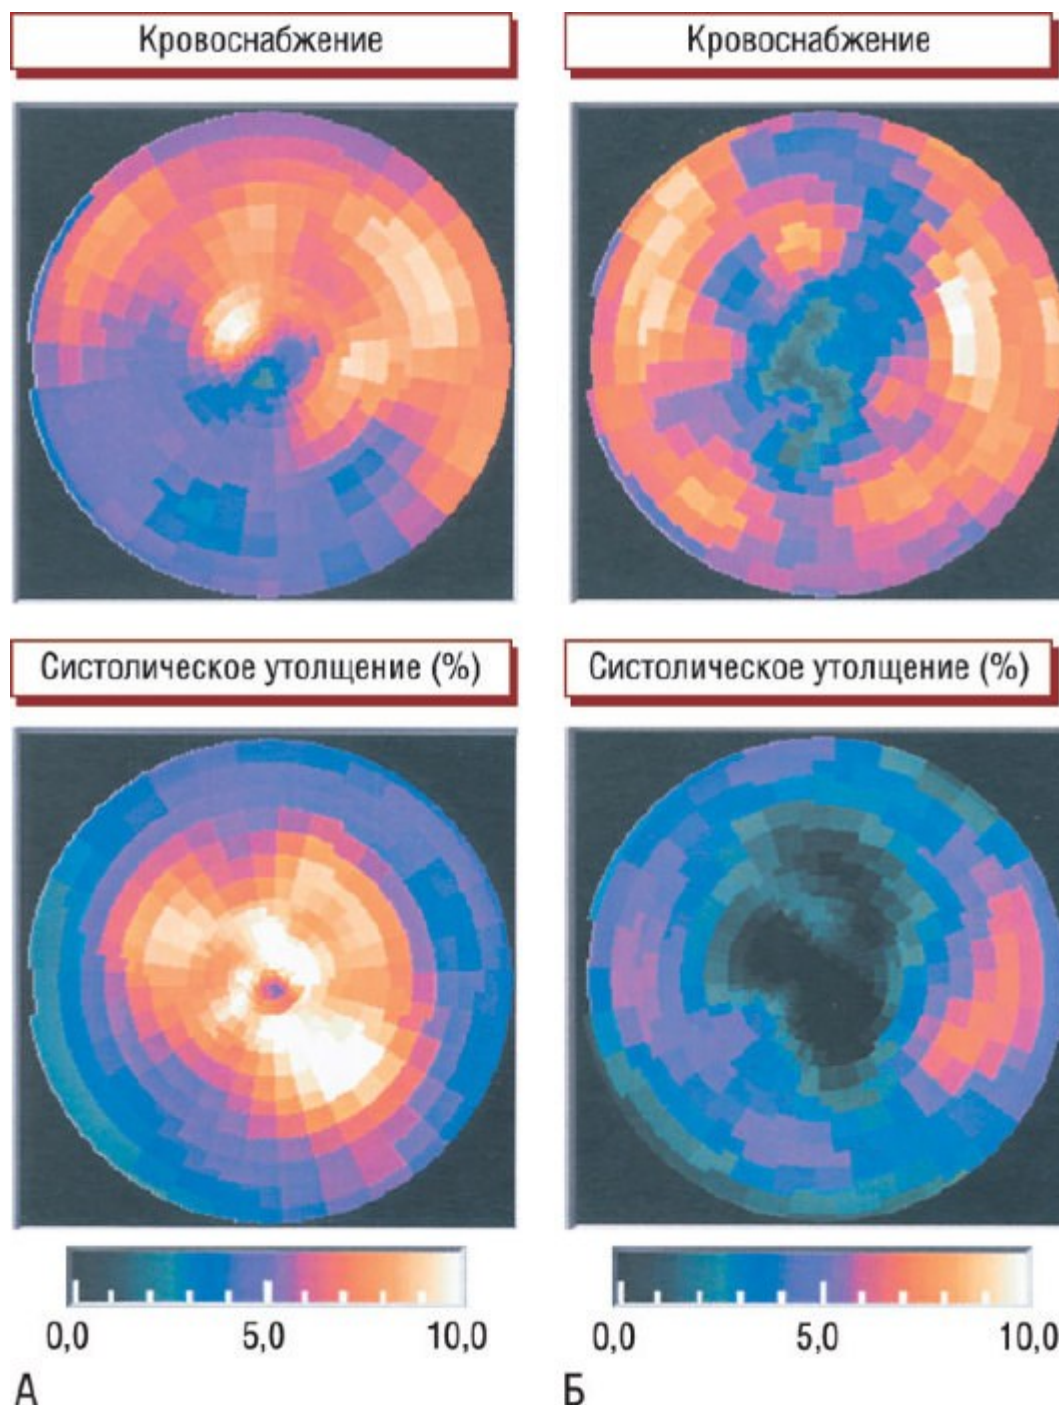 Кровоснабжение
Кровоснабжение
Систолическое утолщение (%)
Систолическое утолщение (%)
0,0 5,0 10,0
0,0 5,0 10,0
А
Б